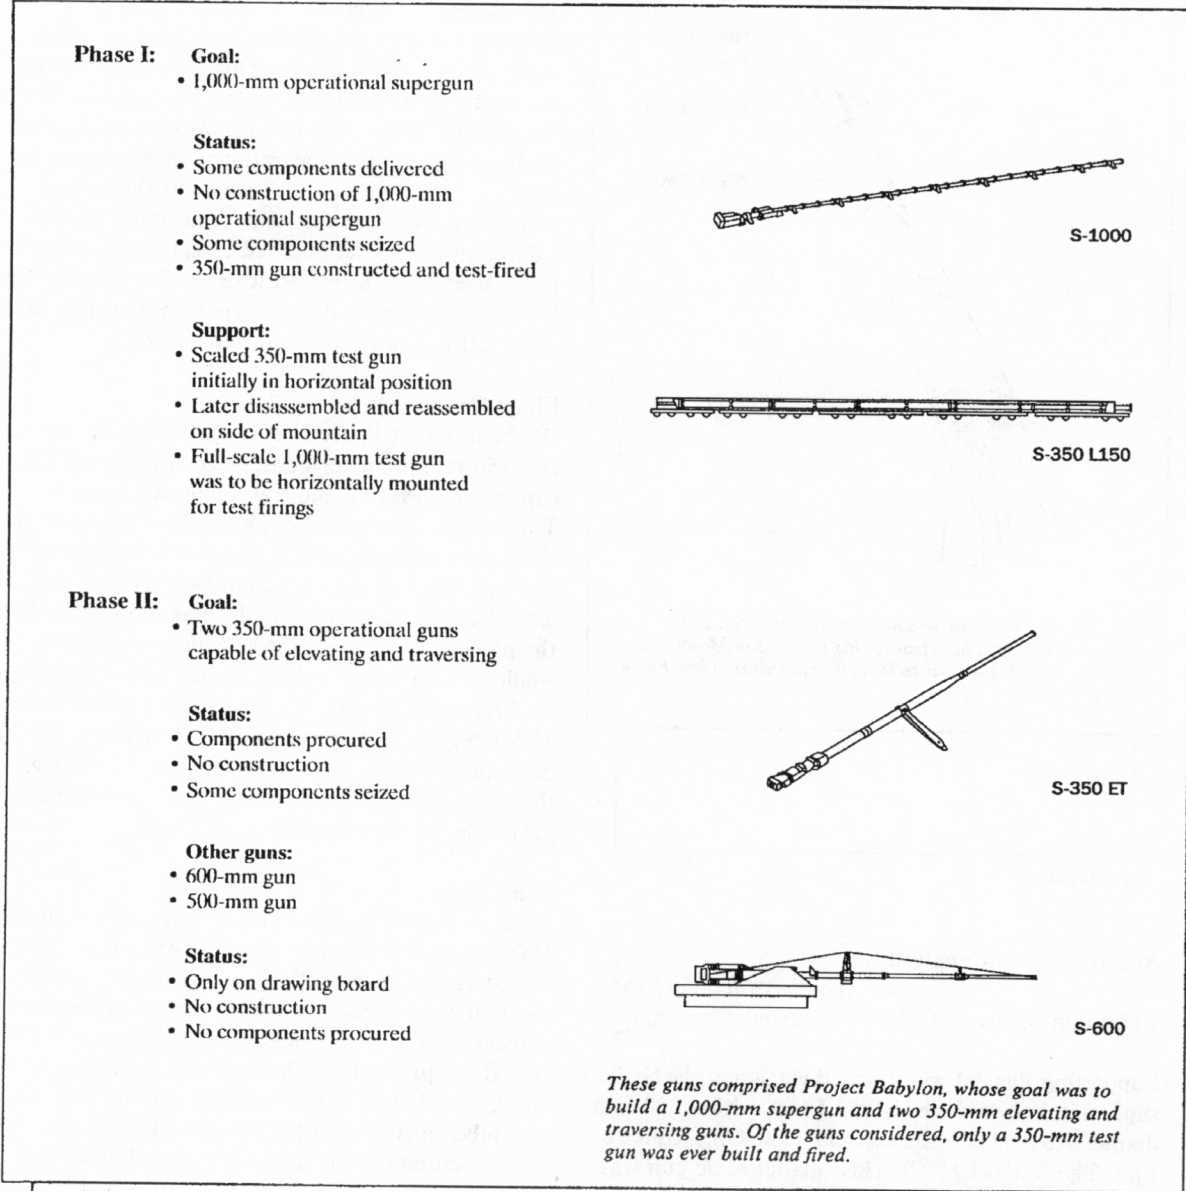 Phase I: Goal:
• 1,000-mm operational supergun
Status:
• Some components delivered
• No construction of 1,000-mm
operational supergun
• Some components seized
• 350-mm gun constructed and test-fired
S-1000
Support:
• Scaled 350-mm test gun
initially in horizontal position
• Later disassembled and reassembled
on side of mountain
• Full-scale 1,000-mm test gun
was to be horizontally mounted
for test firings
S-350 L150
Phase II: Goal:
• Two 350-mm operational guns
capable of elevating and traversing
Status:
• Components procured
• No construction
• Some components seized
S-350 ET
Other guns:
• 600-mm gun
• 500-mm gun
Status:
• Only on drawing board
• No construction
• No components procured
S-600
These guns comprised Project Babylon, whose goal was to
build a 1,000-mm supergun and two 350-mm elevating and
traversing guns. Of the guns considered, only a 350-mm test
gun was ever built and fired.